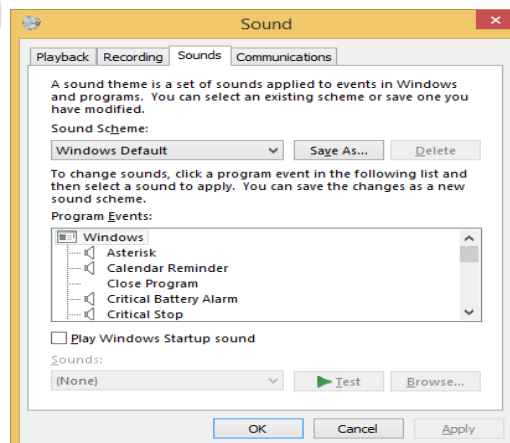 Sound
Playback Recording Sounds Communications
A sound theme is a set of sounds applied to events in Windows
and programs. You can select an existing scheme or save one you
have modified.
Sound Scheme:
Windows Default Save As... Delete
To change sounds, click a program event in the following list and
then select a sound to apply. You can save the changes as a new
sound scheme.
Program Events:
Windows
Asterisk
Calendar Reminder
Close Program
Critical Battery Alarm
Critical Stop
Play Windows Startup sound
Sounds:
(None) Test Browse...
OK Cancel Apply